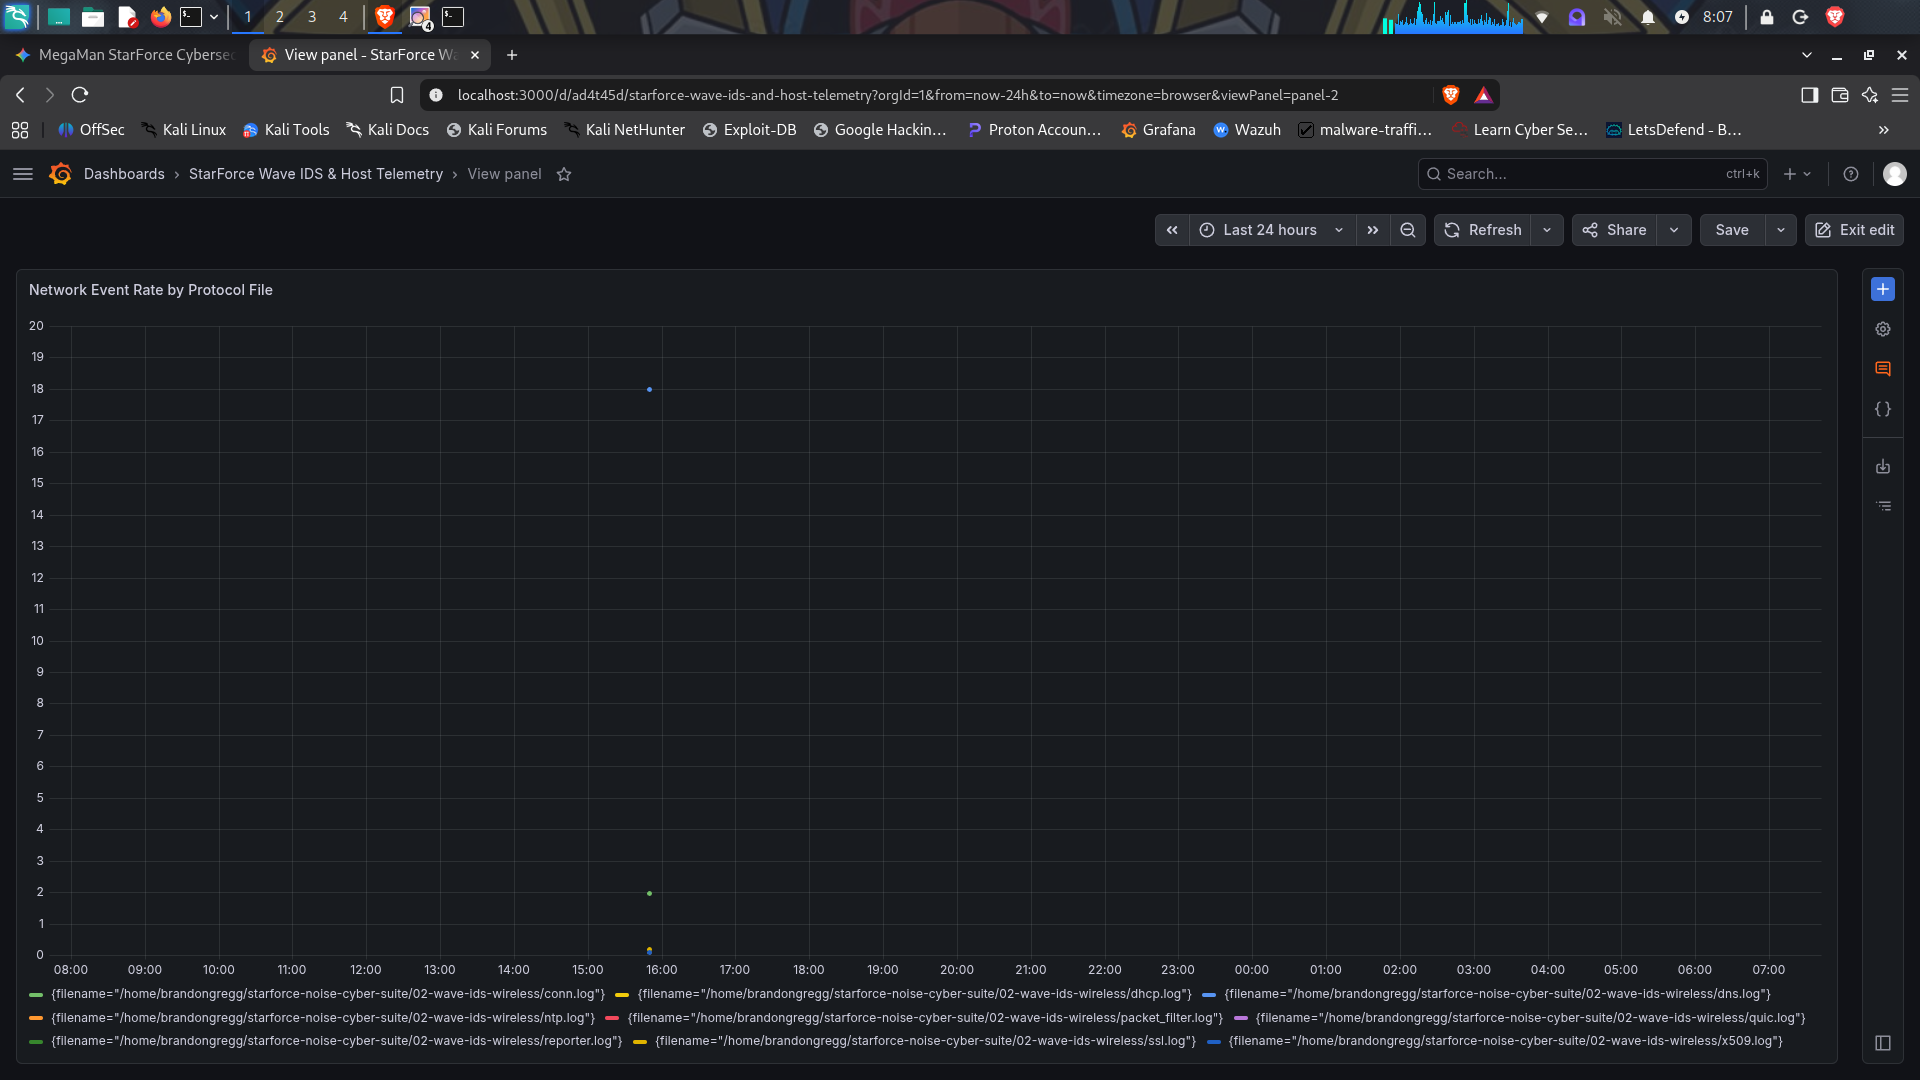 1 2 3 4 4 8:07
MegaMan StarForce Cybersec View panel - StarForce Wa
localhost:3000/d/ad4t45d/starforce-wave-ids-and-host-telemetry?orgId=1&from=now-24h&to=now&timezone=browser&viewPanel=panel-2
OffSec Kali Linux Kali Tools Kali Docs Kali Forums Kali NetHunter Exploit-DB Google Hackin... Proton Accoun... Grafana Wazuh malware-traffi... Learn Cyber Se... LetsDefend - B...
Dashboards › StarForce Wave IDS & Host Telemetry › View panel Search... ctrl+k
Last 24 hours Refresh Share Save Exit edit
Network Event Rate by Protocol File
20
19
18
17
16
15
14
13
12
11
10
9
8
7
6
5
4
3
2
1
0
08:00 09:00 10:00 11:00 12:00 13:00 14:00 15:00 16:00 17:00 18:00 19:00 20:00 21:00 22:00 23:00 00:00 01:00 02:00 03:00 04:00 05:00 06:00 07:00
{filename="/home/brandongregg/starforce-noise-cyber-suite/02-wave-ids-wireless/conn.log"} {filename="/home/brandongregg/starforce-noise-cyber-suite/02-wave-ids-wireless/dhcp.log"} {filename="/home/brandongregg/starforce-noise-cyber-suite/02-wave-ids-wireless/dns.log"}
{filename="/home/brandongregg/starforce-noise-cyber-suite/02-wave-ids-wireless/ntp.log"} {filename="/home/brandongregg/starforce-noise-cyber-suite/02-wave-ids-wireless/packet_filter.log"} {filename="/home/brandongregg/starforce-noise-cyber-suite/02-wave-ids-wireless/quic.log"}
{filename="/home/brandongregg/starforce-noise-cyber-suite/02-wave-ids-wireless/reporter.log"} {filename="/home/brandongregg/starforce-noise-cyber-suite/02-wave-ids-wireless/ssl.log"} {filename="/home/brandongregg/starforce-noise-cyber-suite/02-wave-ids-wireless/x509.log"}